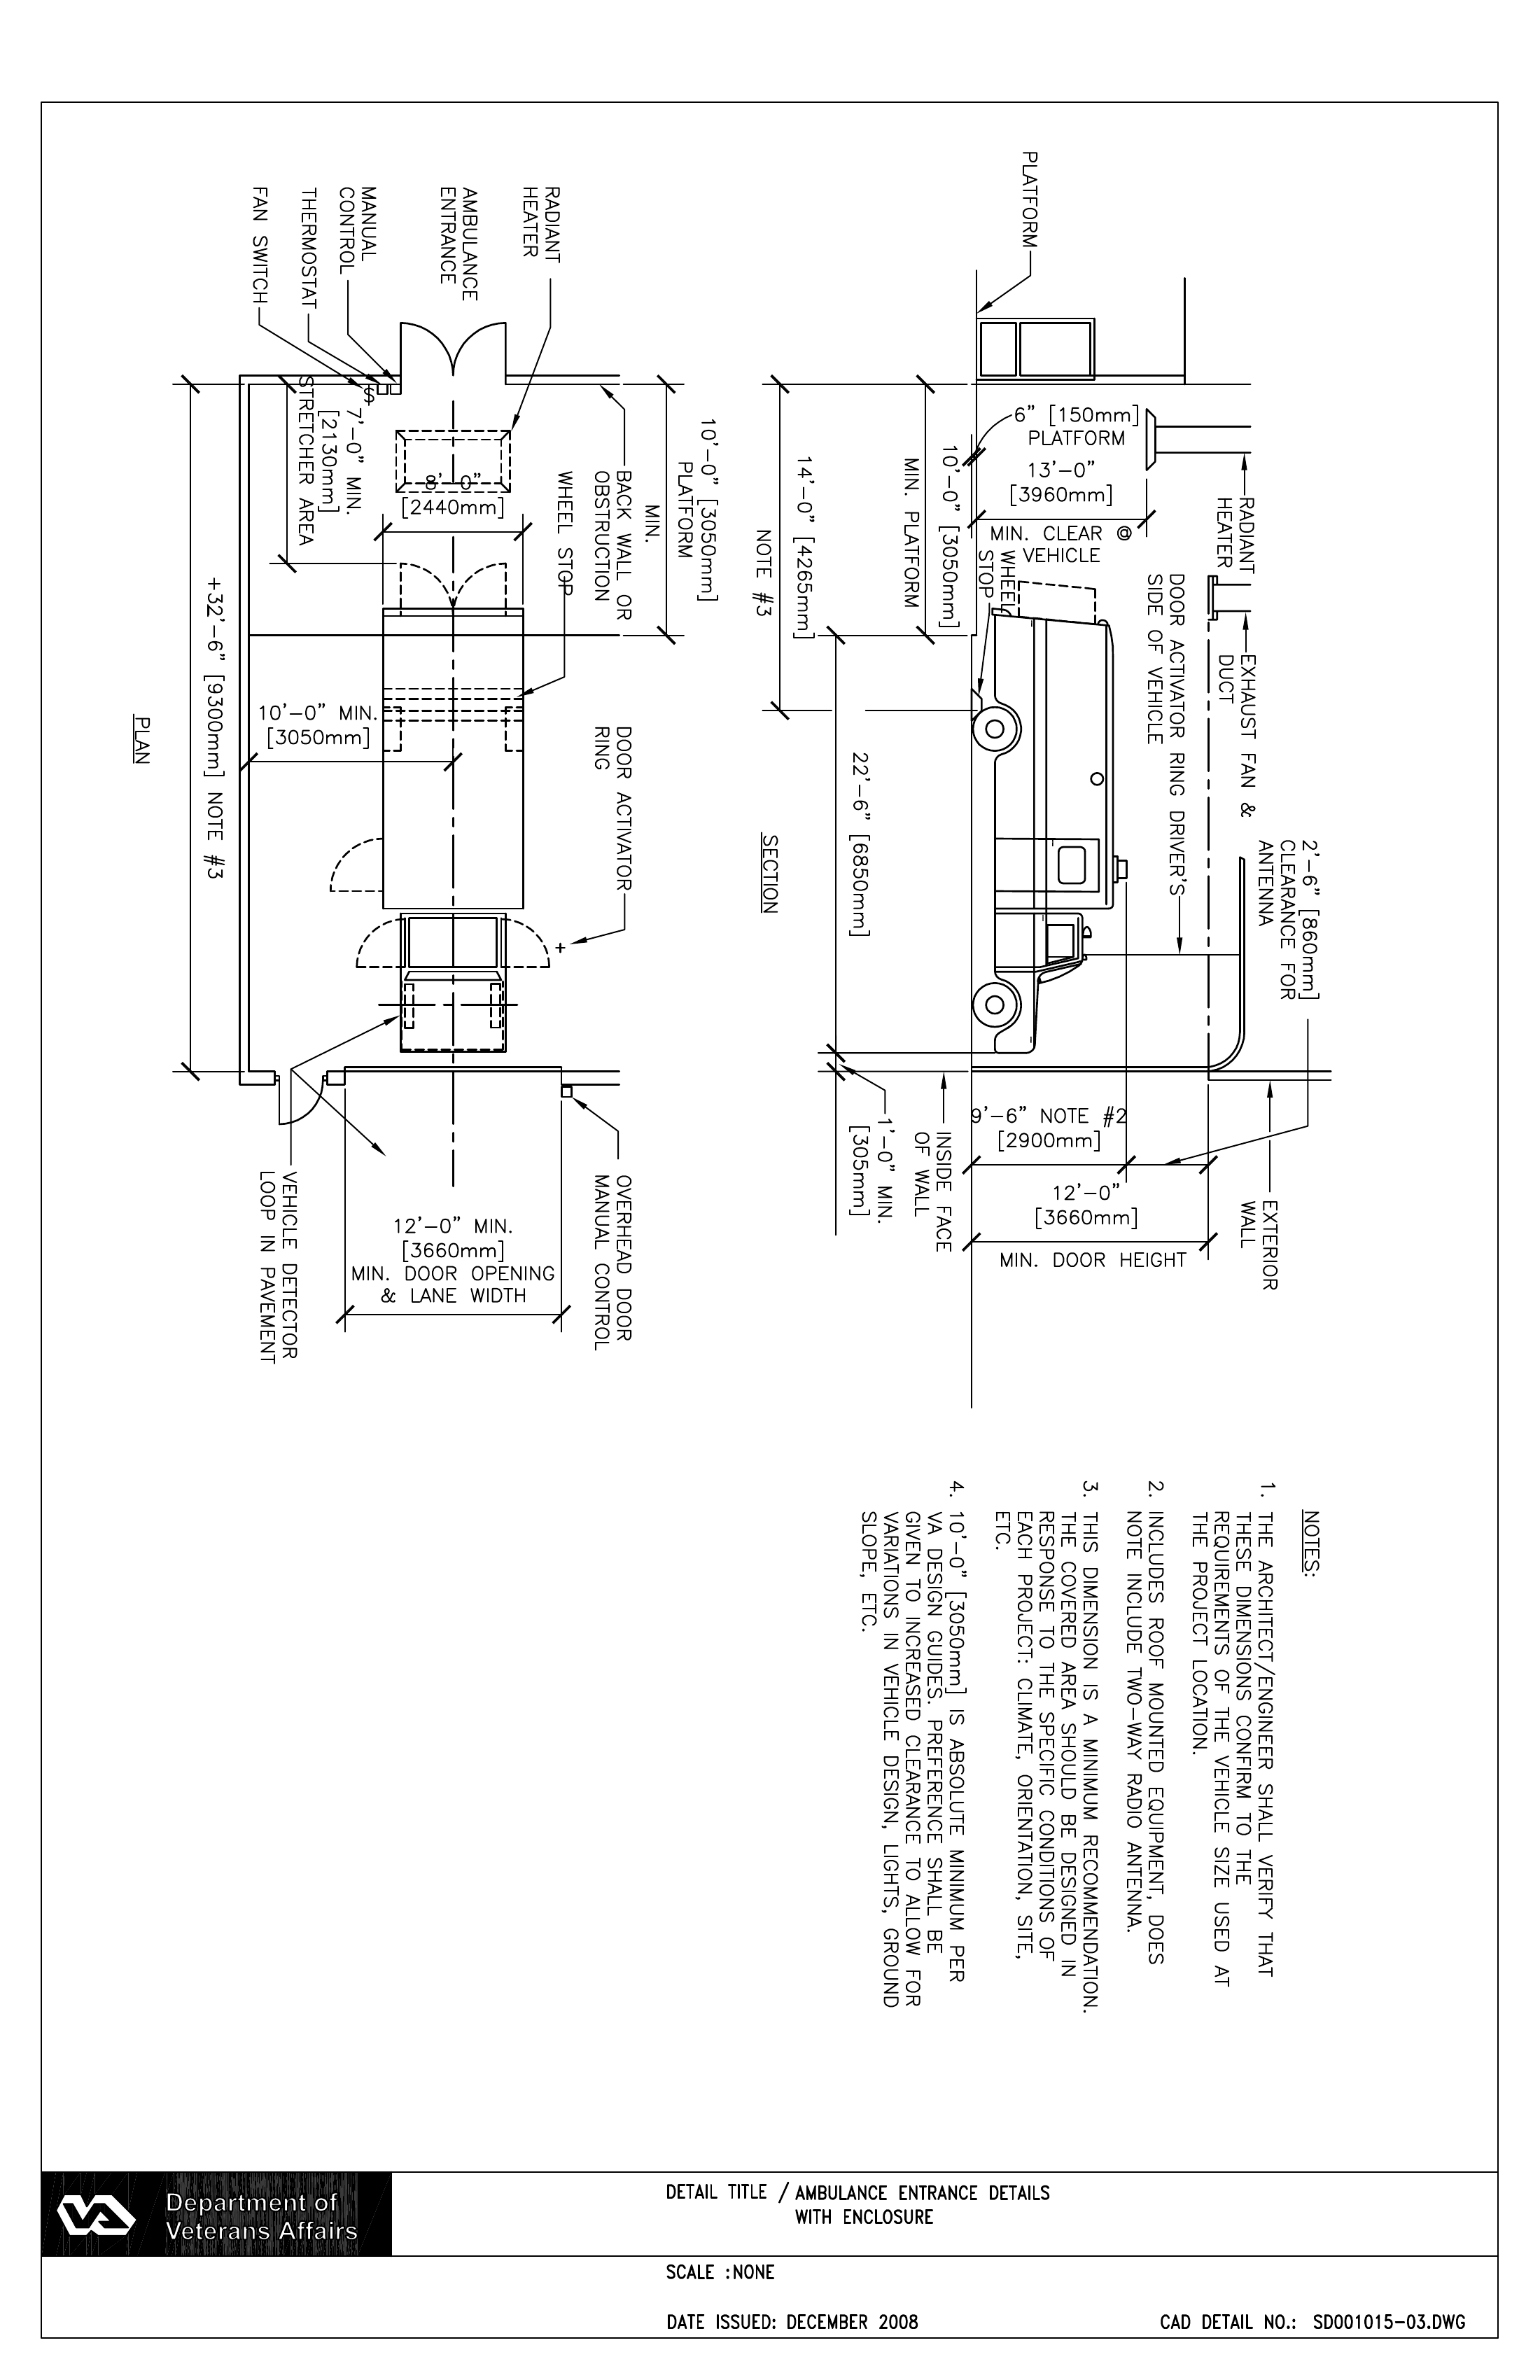 PLATFORM
6" [150mm]
PLATFORM
13'-0"
[3960mm]
MIN. CLEAR @
VEHICLE
RADIANT
HEATER
EXHAUST FAN &
DUCT
DOOR ACTIVATOR RING DRIVER'S
SIDE OF VEHICLE
2'-6" [860mm]
CLEARANCE FOR
ANTENNA
WHEEL
STOP
10'-0" [3050mm]
MIN. PLATFORM
14'-0" [4265mm]
NOTE #3
22'-6" [6850mm]
1'-0" MIN.
[305mm]
INSIDE FACE
OF WALL
9'-6" NOTE #2
[2900mm]
12'-0"
[3660mm]
MIN. DOOR HEIGHT
EXTERIOR
WALL
SECTION
RADIANT
HEATER
AMBULANCE
ENTRANCE
MANUAL
CONTROL
THERMOSTAT
FAN SWITCH
$
10'-0" [3050mm]
PLATFORM
MIN.
BACK WALL OR
OBSTRUCTION
WHEEL STOP
8'-0"
[2440mm]
7'-0" MIN.
[2130mm]
STRETCHER AREA
10'-0" MIN.
[3050mm]
+32'-6" [9300mm] NOTE #3
DOOR ACTIVATOR
RING
OVERHEAD DOOR
MANUAL CONTROL
12'-0" MIN.
[3660mm]
MIN. DOOR OPENING
& LANE WIDTH
VEHICLE DETECTOR
LOOP IN PAVEMENT
PLAN
NOTES:
1. THE ARCHITECT/ENGINEER SHALL VERIFY THAT
THESE DIMENSIONS CONFIRM TO THE
REQUIREMENTS OF THE VEHICLE SIZE USED AT
THE PROJECT LOCATION.
2. INCLUDES ROOF MOUNTED EQUIPMENT, DOES
NOTE INCLUDE TWO-WAY RADIO ANTENNA.
3. THIS DIMENSION IS A MINIMUM RECOMMENDATION.
THE COVERED AREA SHOULD BE DESIGNED IN
RESPONSE TO THE SPECIFIC CONDITIONS OF
EACH PROJECT: CLIMATE, ORIENTATION, SITE,
ETC.
4. 10'-0" [3050mm] IS ABSOLUTE MINIMUM PER
VA DESIGN GUIDES. PREFERENCE SHALL BE
GIVEN TO INCREASED CLEARANCE TO ALLOW FOR
VARIATIONS IN VEHICLE DESIGN, LIGHTS, GROUND
SLOPE, ETC.
Department of
Veterans Affairs
DETAIL TITLE / AMBULANCE ENTRANCE DETAILS
WITH ENCLOSURE
SCALE :NONE
DATE ISSUED: DECEMBER 2008
CAD DETAIL NO.: SD001015-03.DWG